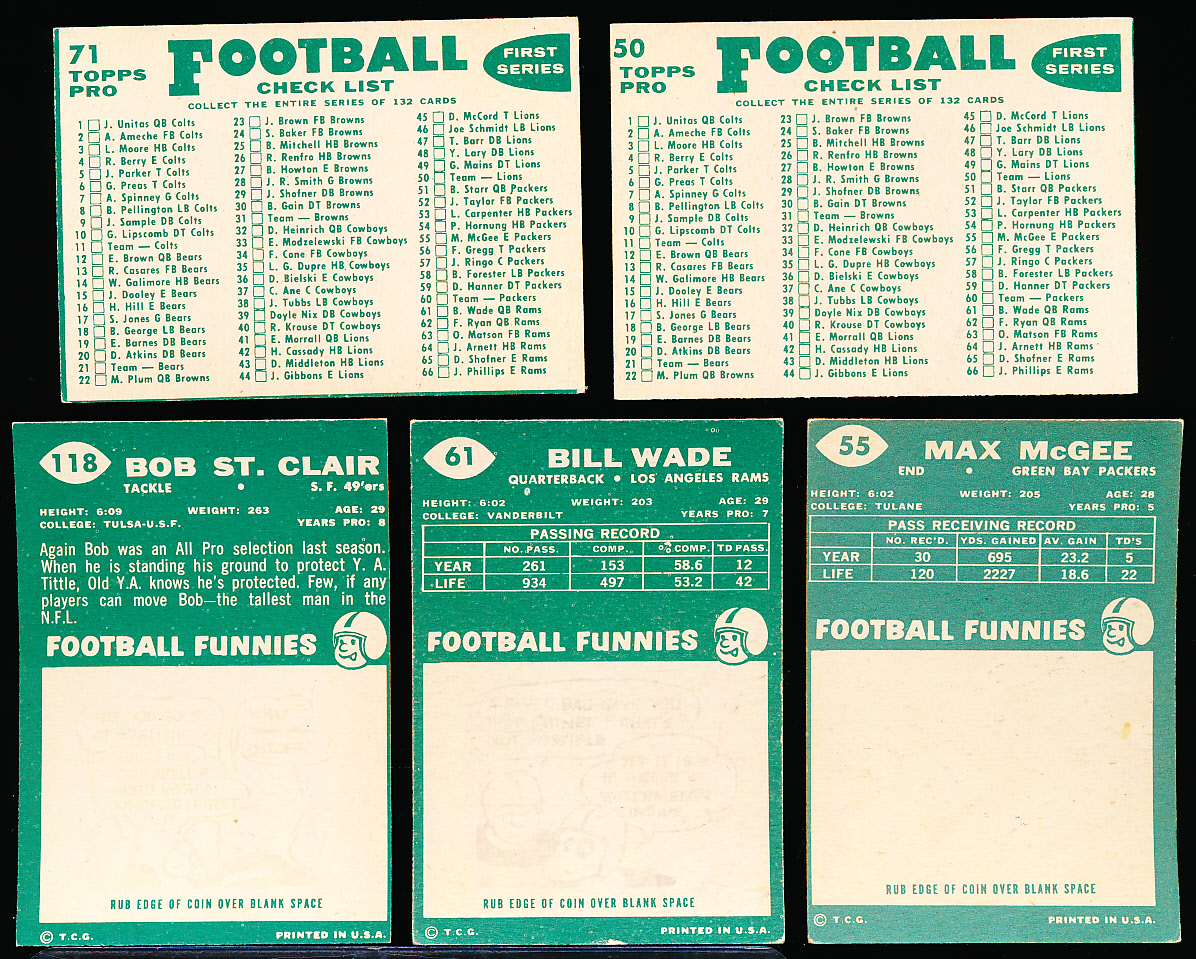 71
TOPPS
PRO
FOOTBALL
CHECK LIST
FIRST
SERIES
COLLECT THE ENTIRE SERIES OF 132 CARDS
1 J. Unitas QB Colts
2 A. Ameche FB Colts
3 L. Moore HB Colts
4 R. Berry E Colts
5 J. Parker T Colts
6 G. Preas T Colts
7 A. Spinney G Colts
8 B. Pellington LB Colts
9 J. Sample DB Colts
10 G. Lipscomb DT Colts
11 Team — Colts
12 E. Brown QB Bears
13 R. Casares FB Bears
14 W. Galimore HB Bears
15 J. Dooley E Bears
16 H. Hill E Bears
17 S. Jones G Bears
18 B. George LB Bears
19 E. Barnes DB Bears
20 D. Atkins DB Bears
21 Team — Bears
22 M. Plum QB Browns
23 J. Brown FB Browns
24 S. Baker FB Browns
25 B. Mitchell HB Browns
26 R. Renfro HB Browns
27 B. Howton E Browns
28 J. R. Smith G Browns
29 J. Shofner DB Browns
30 B. Gain DT Browns
31 Team — Browns
32 D. Heinrich QB Cowboys
33 E. Modzelewski FB Cowboys
34 F. Cone FB Cowboys
35 L. G. Dupre HB Cowboys
36 D. Bielski E Cowboys
37 C. Ane C Cowboys
38 J. Tubbs LB Cowboys
39 Doyle Nix DB Cowboys
40 R. Krouse DT Cowboys
41 E. Morrall QB Lions
42 H. Cassady HB Lions
43 D. Middleton HB Lions
44 J. Gibbons E Lions
45 D. McCord T Lions
46 Joe Schmidt LB Lions
47 T. Barr DB Lions
48 Y. Lary DB Lions
49 G. Mains DT Lions
50 Team — Lions
51 B. Starr QB Packers
52 J. Taylor FB Packers
53 L. Carpenter HB Packers
54 P. Hornung HB Packers
55 M. McGee E Packers
56 F. Gregg T Packers
57 J. Ringo C Packers
58 B. Forester LB Packers
59 D. Hanner DT Packers
60 Team — Packers
61 B. Wade QB Rams
62 F. Ryan QB Rams
63 O. Matson FB Rams
64 J. Arnett HB Rams
65 D. Shofner E Rams
66 J. Phillips E Rams
50
TOPPS
PRO
FOOTBALL
CHECK LIST
FIRST
SERIES
COLLECT THE ENTIRE SERIES OF 132 CARDS
1 J. Unitas QB Colts
2 A. Ameche FB Colts
3 L. Moore HB Colts
4 R. Berry E Colts
5 J. Parker T Colts
6 G. Preas T Colts
7 A. Spinney G Colts
8 B. Pellington LB Colts
9 J. Sample DB Colts
10 G. Lipscomb DT Colts
11 Team — Colts
12 E. Brown QB Bears
13 R. Casares FB Bears
14 W. Galimore HB Bears
15 J. Dooley E Bears
16 H. Hill E Bears
17 S. Jones G Bears
18 B. George LB Bears
19 E. Barnes DB Bears
20 D. Atkins DB Bears
21 Team — Bears
22 M. Plum QB Browns
23 J. Brown FB Browns
24 S. Baker FB Browns
25 B. Mitchell HB Browns
26 R. Renfro HB Browns
27 B. Howton E Browns
28 J. R. Smith G Browns
29 J. Shofner DB Browns
30 B. Gain DT Browns
31 Team — Browns
32 D. Heinrich QB Cowboys
33 E. Modzelewski FB Cowboys
34 F. Cone FB Cowboys
35 L. G. Dupre HB Cowboys
36 D. Bielski E Cowboys
37 C. Ane C Cowboys
38 J. Tubbs LB Cowboys
39 Doyle Nix DB Cowboys
40 R. Krouse DT Cowboys
41 E. Morrall QB Lions
42 H. Cassady HB Lions
43 D. Middleton HB Lions
44 J. Gibbons E Lions
45 D. McCord T Lions
46 Joe Schmidt LB Lions
47 T. Barr DB Lions
48 Y. Lary DB Lions
49 G. Mains DT Lions
50 Team — Lions
51 B. Starr QB Packers
52 J. Taylor FB Packers
53 L. Carpenter HB Packers
54 P. Hornung HB Packers
55 M. McGee E Packers
56 F. Gregg T Packers
57 J. Ringo C Packers
58 B. Forester LB Packers
59 D. Hanner DT Packers
60 Team — Packers
61 B. Wade QB Rams
62 F. Ryan QB Rams
63 O. Matson FB Rams
64 J. Arnett HB Rams
65 D. Shofner E Rams
66 J. Phillips E Rams
118 BOB ST. CLAIR
TACKLE • S. F. 49'ers
HEIGHT: 6:09 WEIGHT: 263 AGE: 29
COLLEGE: TULSA-U.S.F. YEARS PRO: 8
Again Bob was an All Pro selection last season.
When he is standing his ground to protect Y. A.
Tittle, Old Y.A. knows he's protected. Few, if any
players can move Bob—the tallest man in the
N.F.L.
FOOTBALL FUNNIES
RUB EDGE OF COIN OVER BLANK SPACE
© T.C.G. PRINTED IN U.S.A.
61 BILL WADE
QUARTERBACK • LOS ANGELES RAMS
HEIGHT: 6:02 WEIGHT: 203 AGE: 29
COLLEGE: VANDERBILT YEARS PRO: 7
PASSING RECORD
NO. PASS. COMP. % COMP. TD PASS.
YEAR 261 153 58.6 12
LIFE 934 497 53.2 42
FOOTBALL FUNNIES
RUB EDGE OF COIN OVER BLANK SPACE
© T.C.G. PRINTED IN U.S.A.
55 MAX McGEE
END • GREEN BAY PACKERS
HEIGHT: 6:02 WEIGHT: 205 AGE: 28
COLLEGE: TULANE YEARS PRO: 5
PASS RECEIVING RECORD
NO. REC'D. YDS. GAINED AV. GAIN TD'S
YEAR 30 695 23.2 5
LIFE 120 2227 18.6 22
FOOTBALL FUNNIES
RUB EDGE OF COIN OVER BLANK SPACE
© T.C.G. PRINTED IN U.S.A.